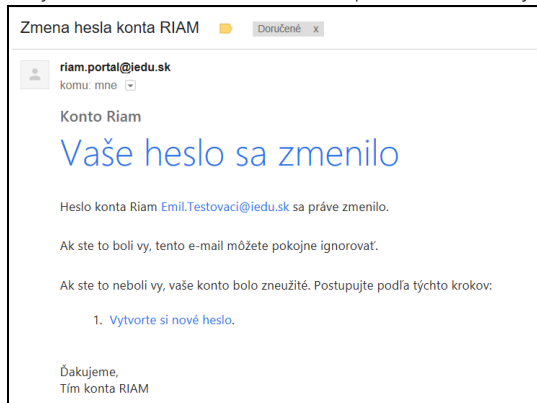 Zmena hesla konta RIAM Doručené x
riam.portal@iedu.sk
komu: mne
Konto Riam
Vaše heslo sa zmenilo
Heslo konta Riam Emil.Testovaci@iedu.sk sa práve zmenilo.
Ak ste to boli vy, tento e-mail môžete pokojne ignorovať.
Ak ste to neboli vy, vaše konto bolo zneužité. Postupujte podľa týchto krokov:
1. Vytvorte si nové heslo.
Ďakujeme,
Tím konta RIAM